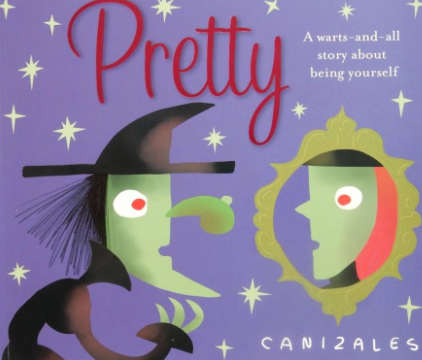 Pretty
A warts-and-all
story about
being yourself
CANIZALES